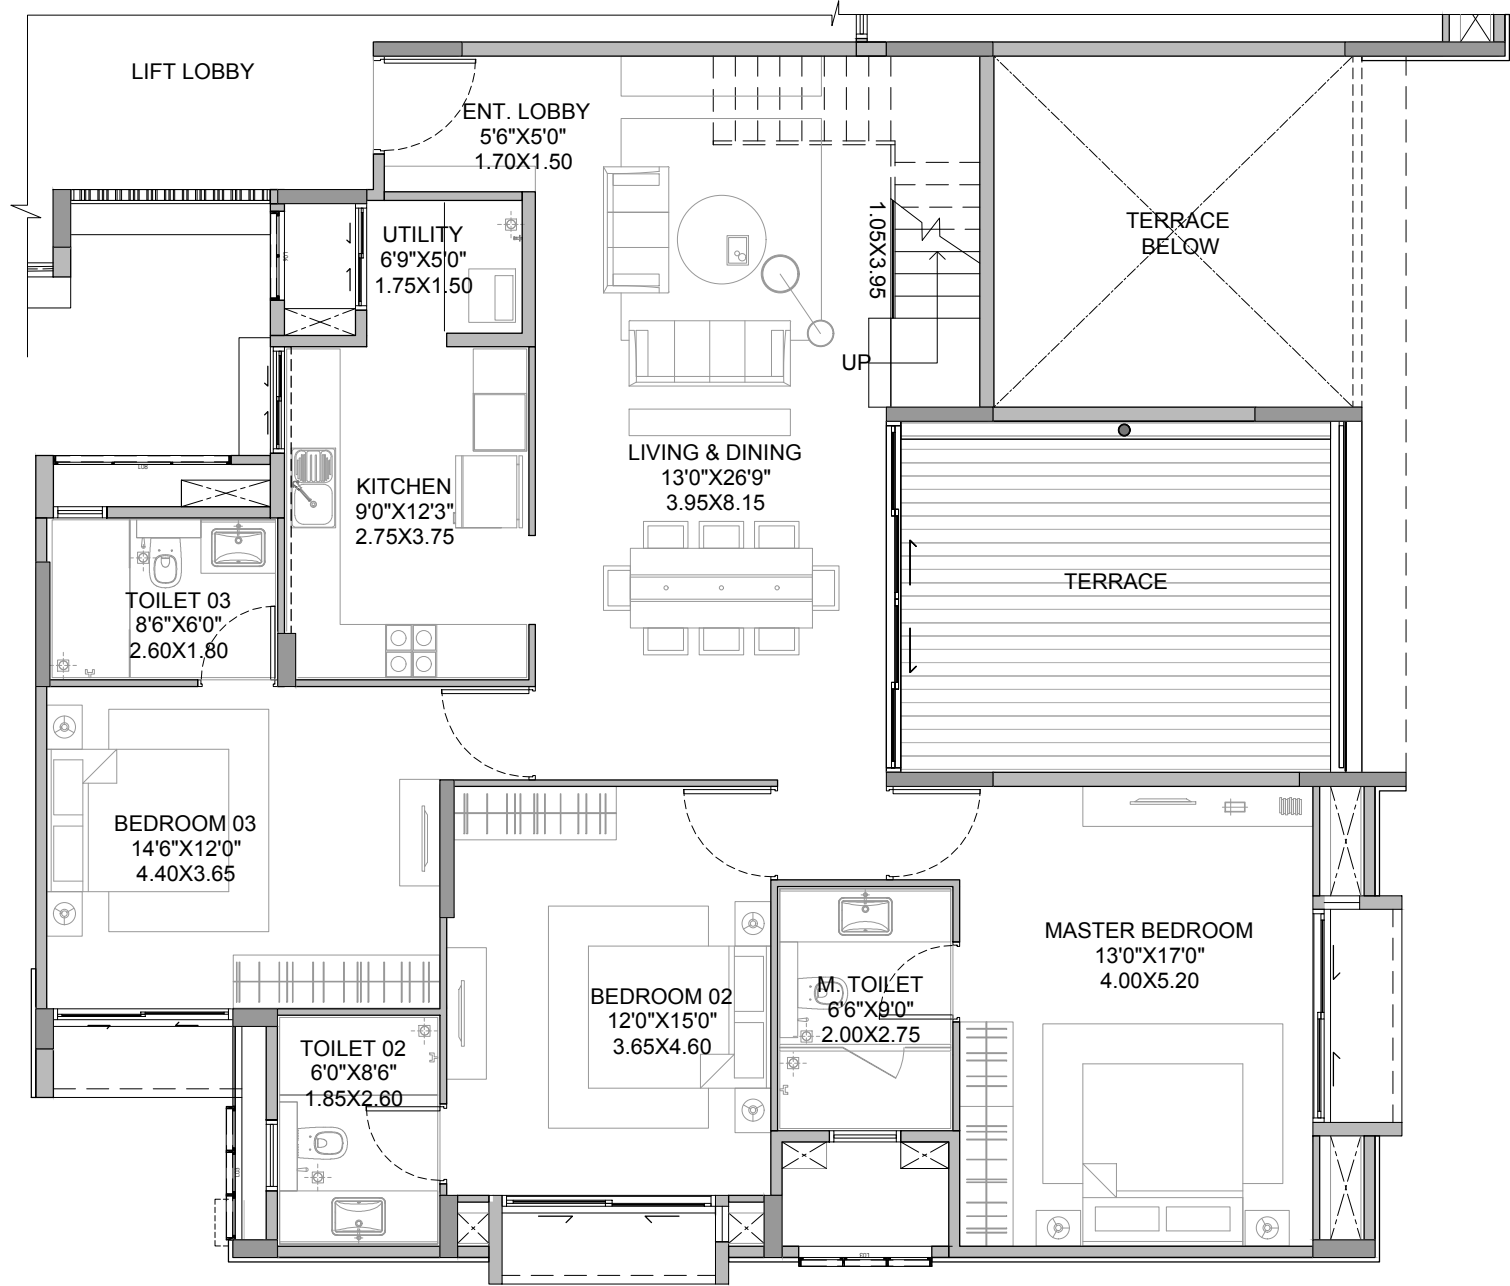 LIFT LOBBY
ENT. LOBBY
5'6"X5'0"
1.70X1.50
UTILITY
6'9"X5'0"
1.75X1.50
1.05X3.95
UP
TERRACE
BELOW
LIVING & DINING
13'0"X26'9"
3.95X8.15
KITCHEN
9'0"X12'3"
2.75X3.75
TERRACE
TOILET 03
8'6"X6'0"
2.60X1.80
BEDROOM 03
14'6"X12'0"
4.40X3.65
MASTER BEDROOM
13'0"X17'0"
4.00X5.20
BEDROOM 02
12'0"X15'0"
3.65X4.60
M. TOILET
6'6"X9'0"
2.00X2.75
TOILET 02
6'0"X8'6"
1.85X2.60